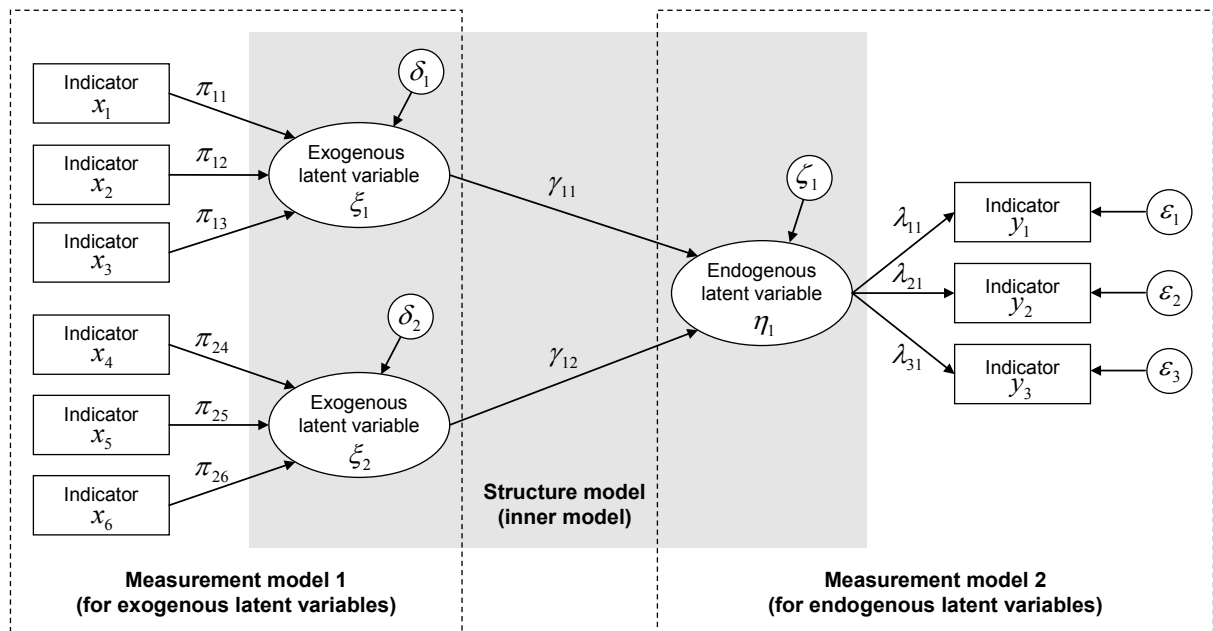 Indicator
x₁
π₁₁
Indicator
x₂
π₁₂
Indicator
x₃
π₁₃
δ₁
Exogenous
latent variable
ξ₁
γ₁₁
Indicator
x₄
π₂₄
Indicator
x₅
π₂₅
Indicator
x₆
π₂₆
δ₂
Exogenous
latent variable
ξ₂
γ₁₂
ζ₁
Endogenous
latent variable
η₁
λ₁₁
λ₂₁
λ₃₁
Indicator
y₁
ε₁
Indicator
y₂
ε₂
Indicator
y₃
ε₃
Structure model
(inner model)
Measurement model 1
(for exogenous latent variables)
Measurement model 2
(for endogenous latent variables)